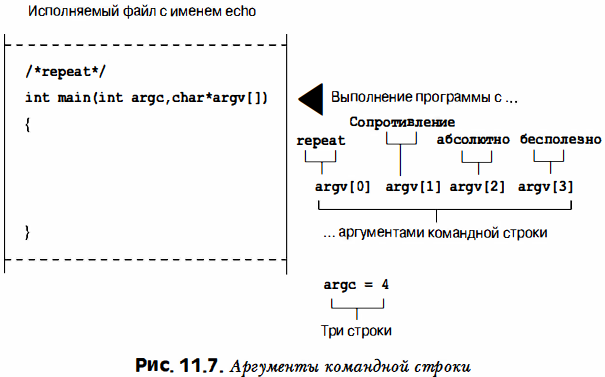 Исполняемый файл с именем echo
/*repeat*/
int main(int argc,char*argv[])
{
}
Выполнение программы с ...
Сопротивление
repeat абсолютно бесполезно
argv[0] argv[1] argv[2] argv[3]
... аргументами командной строки
argc = 4
Три строки
Рис. 11.7. Аргументы командной строки